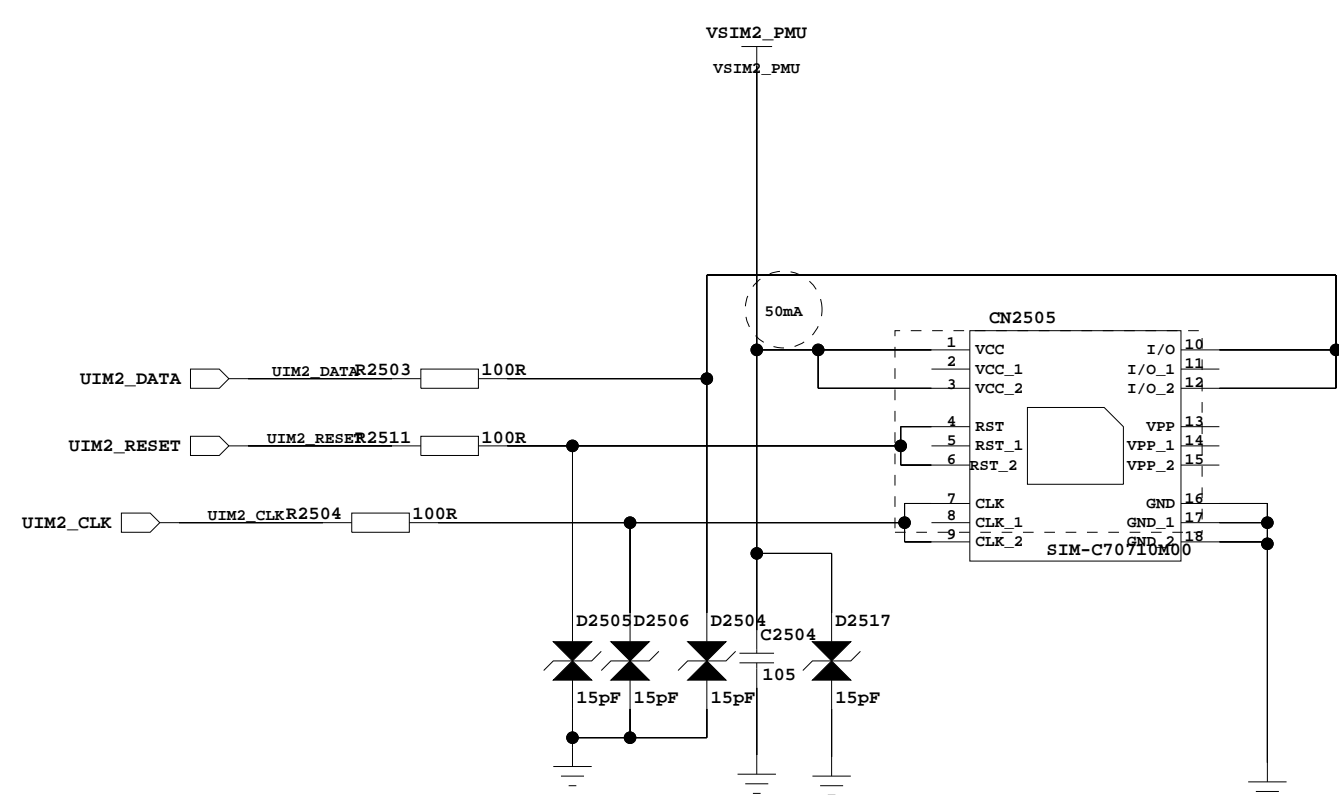 VSIM2_PMU
VSIM2_PMU
50mA
CN2505
UIM2_DATA
UIM2_DATA
R2503
100R
UIM2_RESET
UIM2_RESET
R2511
100R
UIM2_CLK
UIM2_CLK
R2504
100R
1 VCC
2 VCC_1
3 VCC_2
4 RST
5 RST_1
6 RST_2
7 CLK
8 CLK_1
9 CLK_2
I/O 10
I/O_1 11
I/O_2 12
VPP 13
VPP_1 14
VPP_2 15
GND 16
GND_1 17
GND_2 18
SIM-C70710M00
D2505
D2506
D2504
C2504
D2517
105
15pF
15pF
15pF
15pF